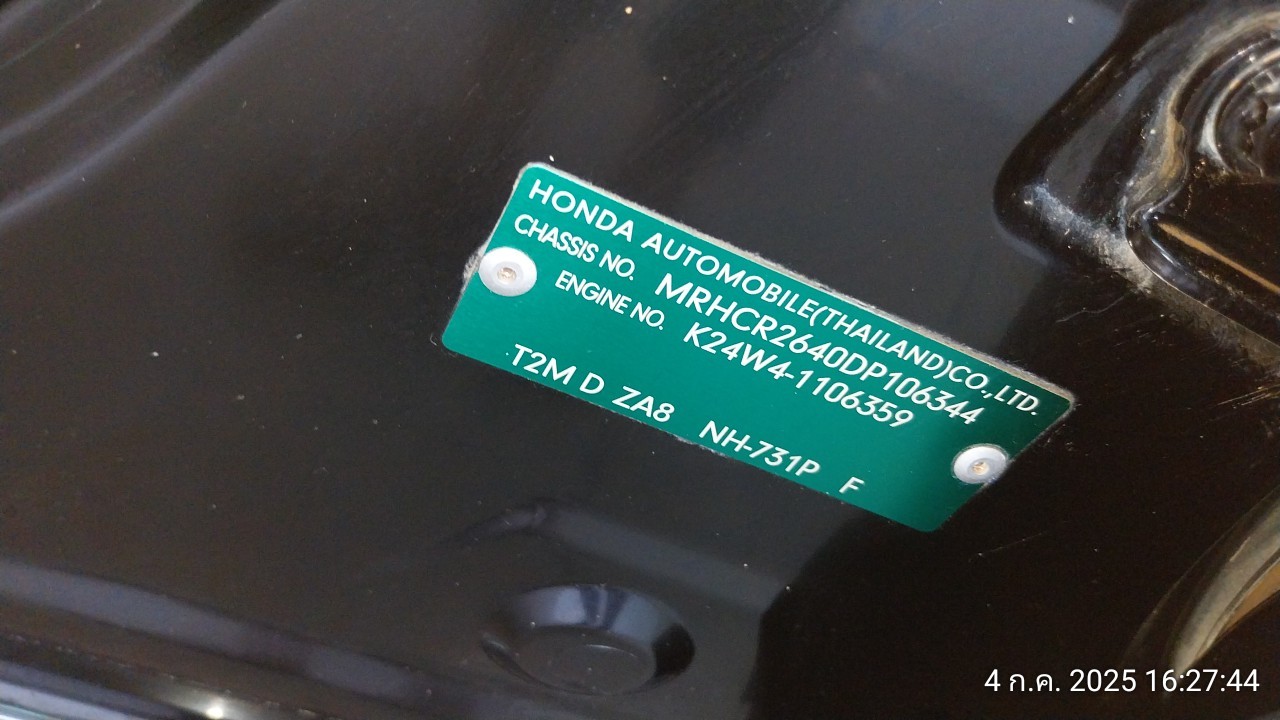 HONDA AUTOMOBILE(THAILAND)CO.,LTD.
CHASSIS NO. MRHCR2640DP106344
ENGINE NO. K24W4-1106359
T2M D ZA8 NH-731P F
4 ก.ค. 2025 16:27:44